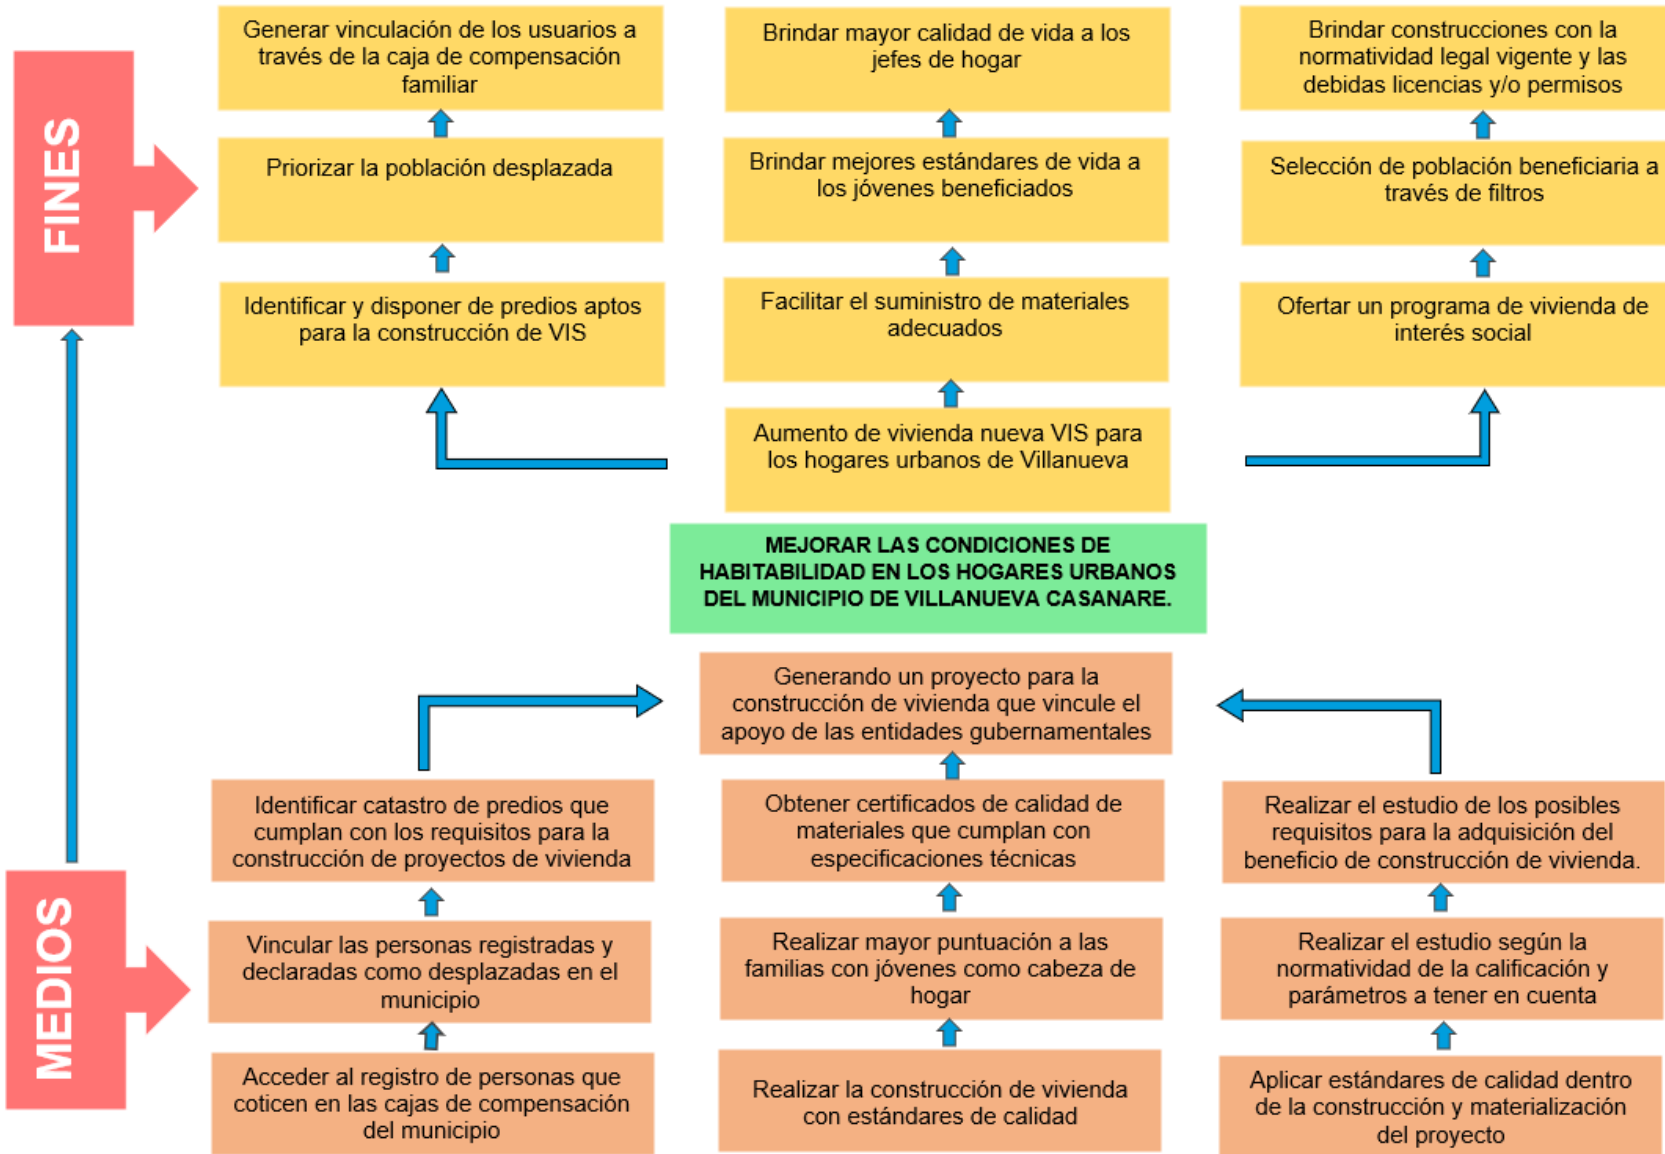 FINES
Generar vinculación de los usuarios a
través de la caja de compensación
familiar
Brindar mayor calidad de vida a los
jefes de hogar
Brindar construcciones con la
normatividad legal vigente y las
debidas licencias y/o permisos
Priorizar la población desplazada
Brindar mejores estándares de vida a
los jóvenes beneficiados
Selección de población beneficiaria a
través de filtros
Identificar y disponer de predios aptos
para la construcción de VIS
Facilitar el suministro de materiales
adecuados
Ofertar un programa de vivienda de
interés social
Aumento de vivienda nueva VIS para
los hogares urbanos de Villanueva
MEJORAR LAS CONDICIONES DE
HABITABILIDAD EN LOS HOGARES URBANOS
DEL MUNICIPIO DE VILLANUEVA CASANARE.
Generando un proyecto para la
construcción de vivienda que vincule el
apoyo de las entidades gubernamentales
MEDIOS
Identificar catastro de predios que
cumplan con los requisitos para la
construcción de proyectos de vivienda
Obtener certificados de calidad de
materiales que cumplan con
especificaciones técnicas
Realizar el estudio de los posibles
requisitos para la adquisición del
beneficio de construcción de vivienda.
Vincular las personas registradas y
declaradas como desplazadas en el
municipio
Realizar mayor puntuación a las
familias con jóvenes como cabeza de
hogar
Realizar el estudio según la
normatividad de la calificación y
parámetros a tener en cuenta
Acceder al registro de personas que
coticen en las cajas de compensación
del municipio
Realizar la construcción de vivienda
con estándares de calidad
Aplicar estándares de calidad dentro
de la construcción y materialización
del proyecto